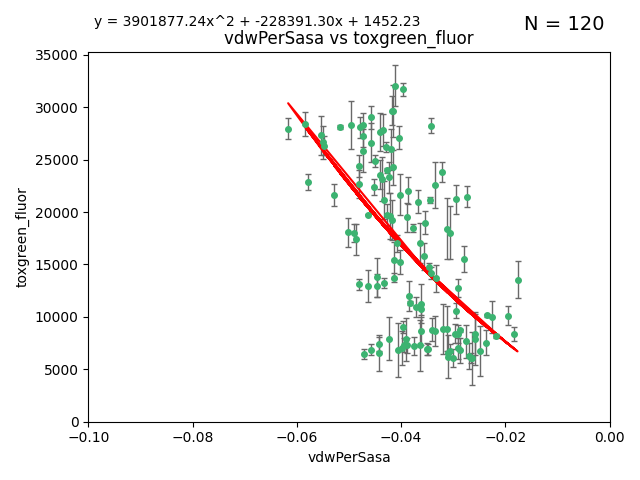 y = 3901877.24x^2 + -228391.30x + 1452.23
N = 120
vdwPerSasa vs toxgreen_fluor
35000
30000
25000
20000
15000
10000
5000
0
toxgreen_fluor
−0.10
−0.08
−0.06
−0.04
−0.02
0.00
vdwPerSasa